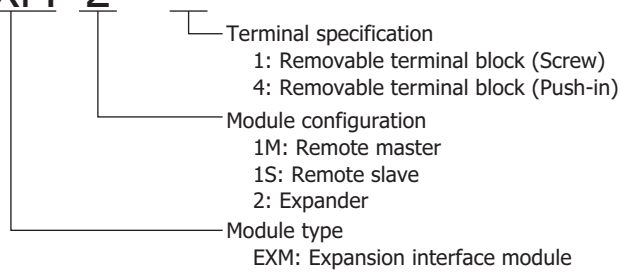 Terminal specification
1: Removable terminal block (Screw)
4: Removable terminal block (Push-in)
Module configuration
1M: Remote master
1S: Remote slave
2: Expander
Module type
EXM: Expansion interface module